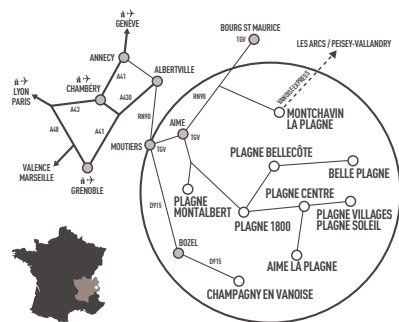 GENÈVE
BOURG ST MAURICE
TGV
LES ARCS / PEISEY-VALLANDRY
ANNECY
A41
ALBERTVILLE
LYON
PARIS
CHAMBÉRY
A43
A430
RN90
VANOISE EXPRESS
MONTCHAVIN
LA PLAGNE
A48
A41
RN90
AIME
TGV
MOUTIERS
TGV
VALENCE
MARSEILLE
GRENOBLE
PLAGNE BELLECÔTE
BELLE PLAGNE
PLAGNE
MONTALBERT
PLAGNE CENTRE
PLAGNE VILLAGES
PLAGNE SOLEIL
PLAGNE 1800
D915
BOZEL
D915
AIME LA PLAGNE
CHAMPAGNY EN VANOISE